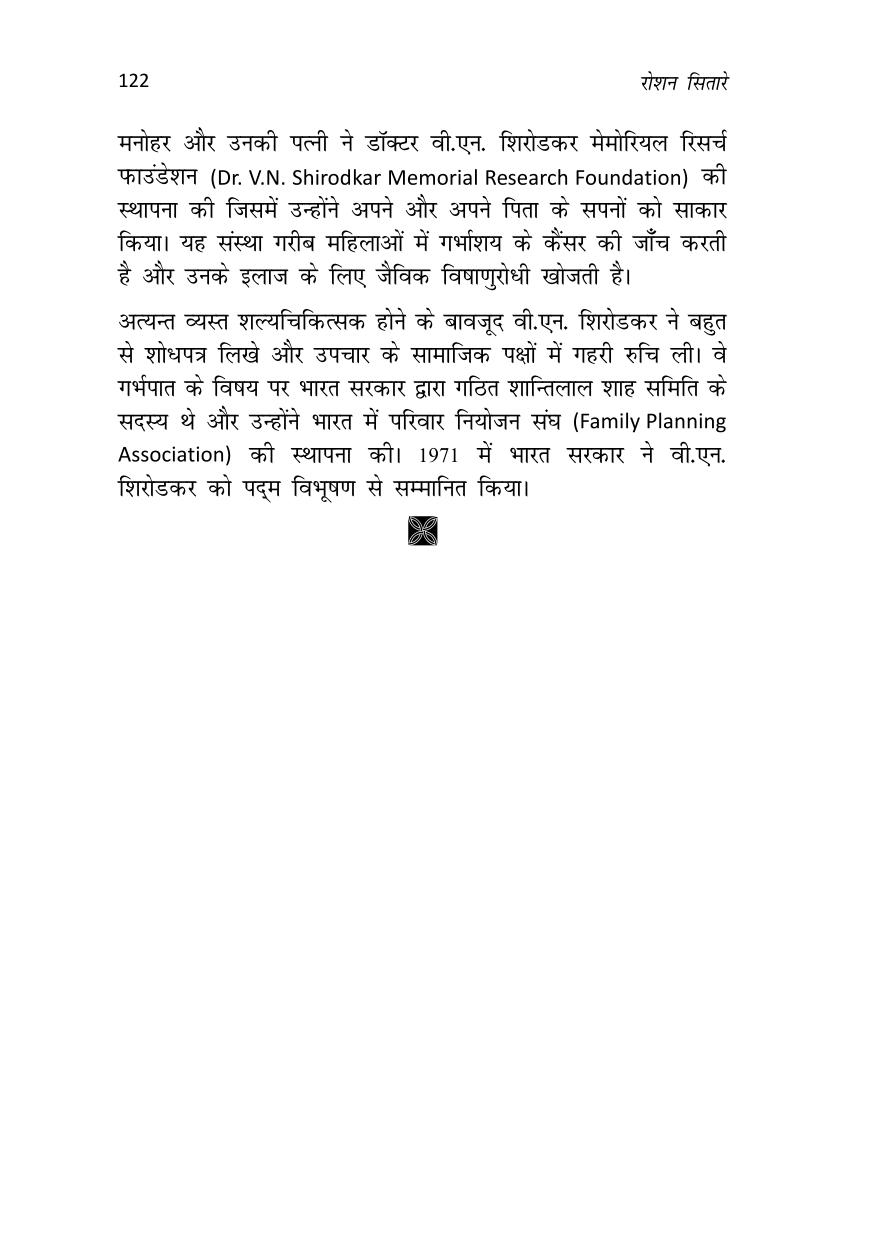 122 रोशन सितारे
मनोहर और उनकी पत्नी ने डॉक्टर वी.एन. शिरोडकर मेमोरियल रिसर्च
फाउंडेशन (Dr. V.N. Shirodkar Memorial Research Foundation) की
स्थापना की जिसमें उन्होंने अपने और अपने पिता के सपनों को साकार
किया। यह संस्था गरीब महिलाओं में गर्भाशय के कैंसर की जाँच करती
है और उनके इलाज के लिए जैविक विषाणुरोधी खोजती है।
अत्यन्त व्यस्त शल्यचिकित्सक होने के बावजूद वी.एन. शिरोडकर ने बहुत
से शोधपत्र लिखे और उपचार के सामाजिक पक्षों में गहरी रुचि ली। वे
गर्भपात के विषय पर भारत सरकार द्वारा गठित शान्तिलाल शाह समिति के
सदस्य थे और उन्होंने भारत में परिवार नियोजन संघ (Family Planning
Association) की स्थापना की। 1971 में भारत सरकार ने वी.एन.
शिरोडकर को पद्म विभूषण से सम्मानित किया।